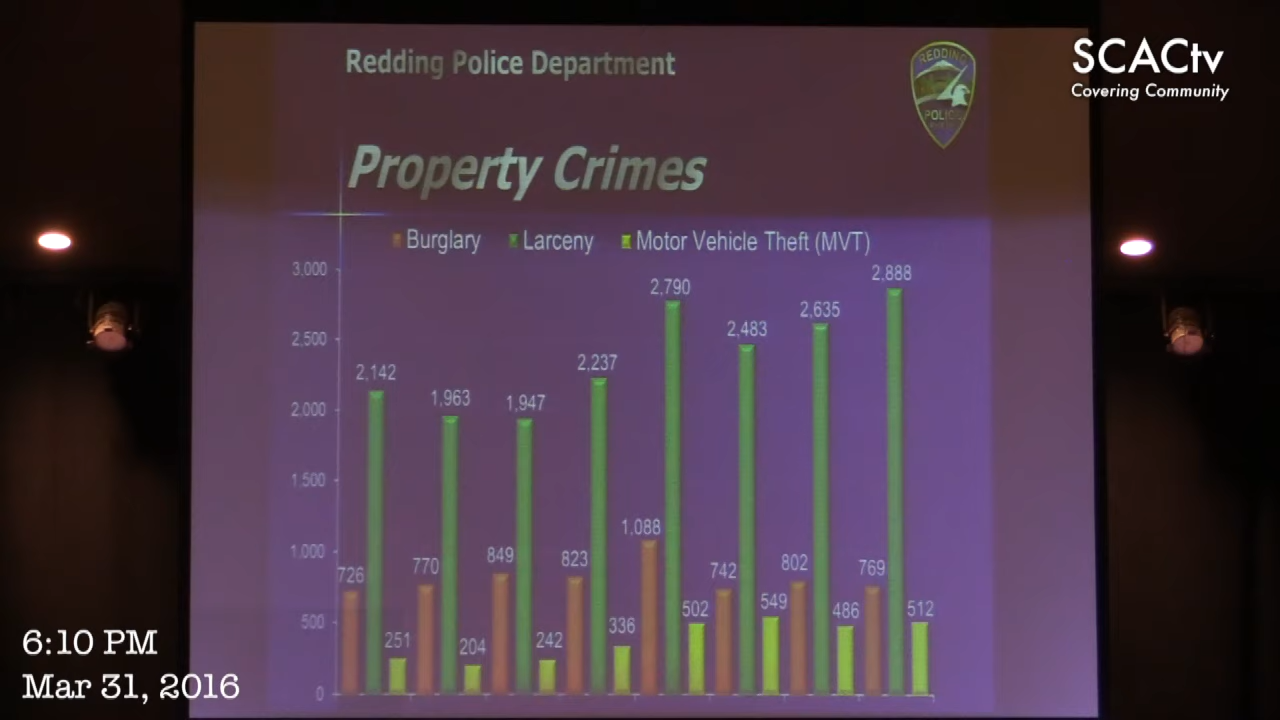 SCACtv
Covering Community
Redding Police Department
REDDING
POLICE
Property Crimes
Burglary Larceny Motor Vehicle Theft (MVT)
3,000
2,500
2,000
1,500
1,000
500
0
726 2,142 251
770 1,963 204
849 1,947 242
823 2,237 336
1,088 2,790 502
742 2,483 549
802 2,635 486
769 2,888 512
6:10 PM
Mar 31, 2016